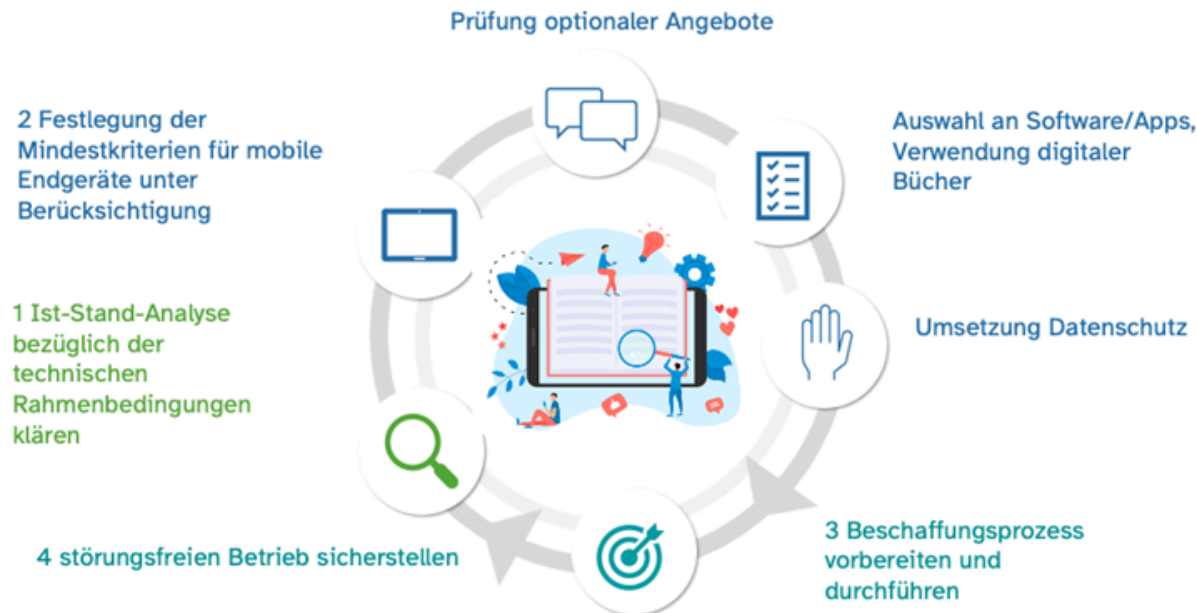 Prüfung optionaler Angebote
2 Festlegung der
Mindestkriterien für mobile
Endgeräte unter
Berücksichtigung
Auswahl an Software/Apps,
Verwendung digitaler
Bücher
1 Ist-Stand-Analyse
bezüglich der
technischen
Rahmenbedingungen
klären
Umsetzung Datenschutz
4 störungsfreien Betrieb sicherstellen
3 Beschaffungsprozess
vorbereiten und
durchführen